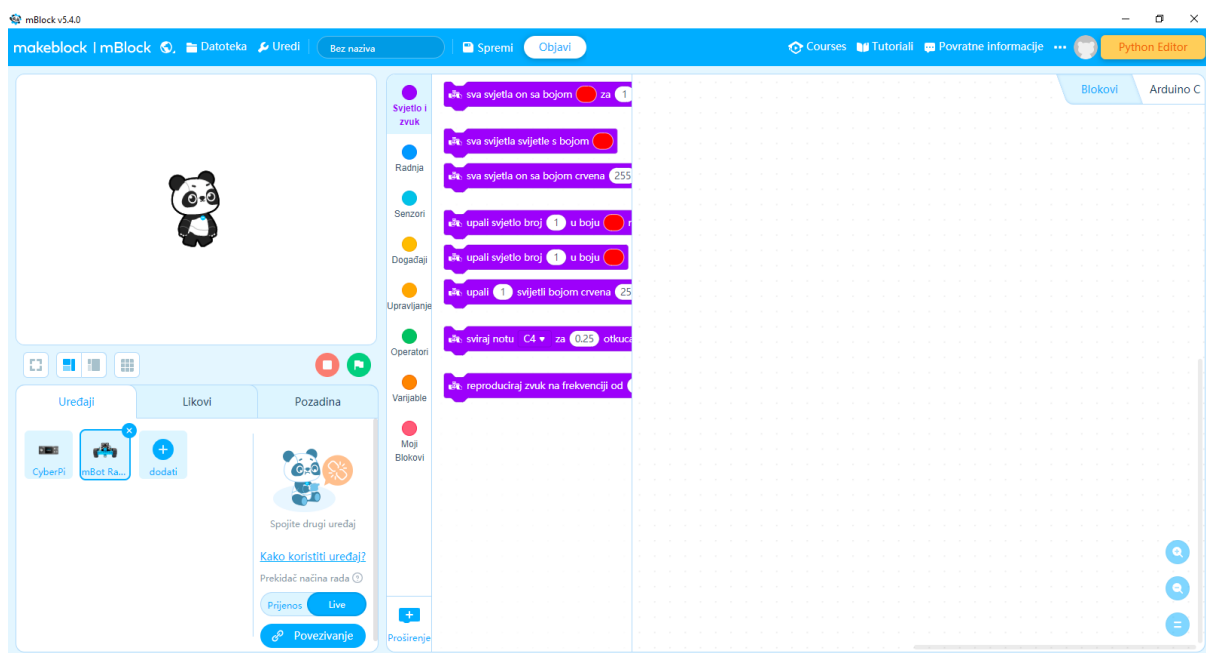 mBlock v5.4.0
makeblock | mBlock Datoteka Uredi Bez naziva Spremi Objavi Courses Tutoriali Povratne informacije Python Editor
Blokovi Arduino C
Svjetlo i
zvuk
Radnja
Senzori
Događaji
Upravljanje
Operatori
Varijable
Moji
Blokovi
Proširenje
sva svjetla on sa bojom za 1
sva svijetla svijetle s bojom
sva svjetla on sa bojom crvena 255
upali svjetlo broj 1 u boju
upali svjetlo broj 1 u boju
upali 1 svijetli bojom crvena 25
sviraj notu C4 za 0.25 otkuca
reproduciraj zvuk na frekvenciji od
Uređaji Likovi Pozadina
CyberPi mBot Ra... dodati
Spojite drugi uređaj
Kako koristiti uređaj?
Prekidač načina rada
Prijenos Live
Povezivanje